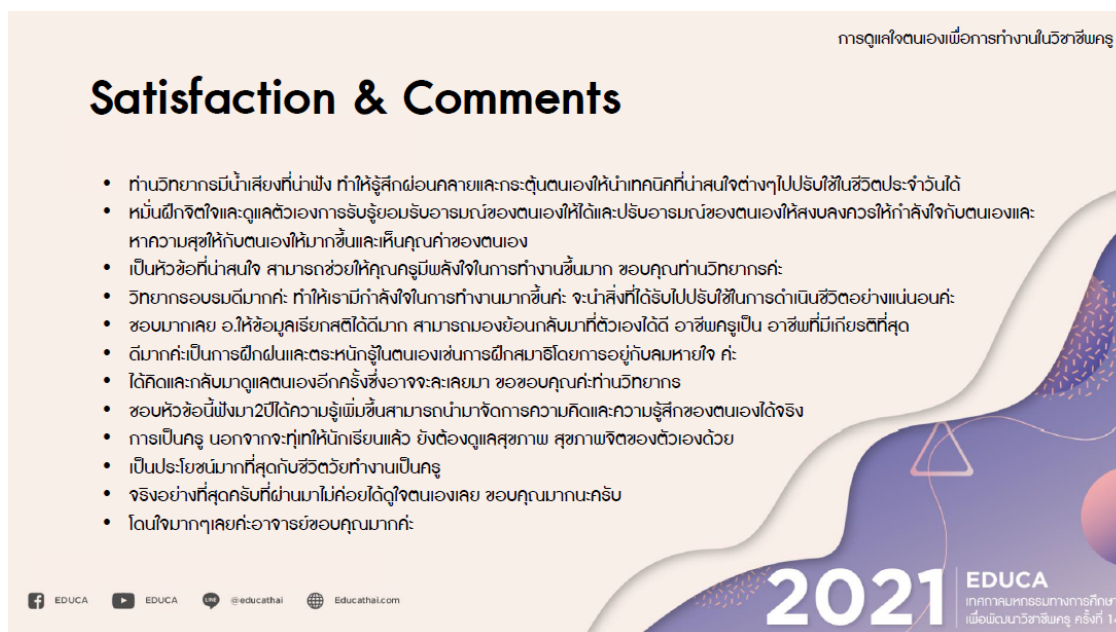 การดูแลใจตนเองเพื่อการทำงานในวิชาชีพครู
Satisfaction & Comments
• ท่านวิทยากรมีน้ำเสียงที่น่าฟัง ทำให้รู้สึกผ่อนคลายและกระตุ้นตนเองให้นำเทคนิคที่น่าสนใจต่างๆไปปรับใช้ในชีวิตประจำวันได้
• หมั่นฝึกจิตใจและดูแลตัวเองการรับรู้ยอมรับอารมณ์ของตนเองให้ได้และปรับอารมณ์ของตนเองให้สงบลงควรให้กำลังใจกับตนเองและ
หาความสุขให้กับตนเองให้มากขึ้นและเห็นคุณค่าของตนเอง
• เป็นหัวข้อที่น่าสนใจ สามารถช่วยให้คุณครูมีพลังใจในการทำงานขึ้นมาก ขอบคุณท่านวิทยากรค่ะ
• วิทยากรอบรมดีมากค่ะ ทำให้เรามีกำลังใจในการทำงานมากขึ้นค่ะ จะนำสิ่งที่ได้รับไปปรับใช้ในการดำเนินชีวิตอย่างแน่นอนค่ะ
• ชอบมากเลย อ.ให้ข้อมูลเรียกสติได้ดีมาก สามารถมองย้อนกลับมาที่ตัวเองได้ดี อาชีพครูเป็น อาชีพที่มีเกียรติที่สุด
• ดีมากค่ะเป็นการฝึกฝนและตระหนักรู้ในตนเองเช่นการฝึกสมาธิโดยการอยู่กับลมหายใจ ค่ะ
• ได้คิดและกลับมาดูแลตนเองอีกครั้งซึ่งอาจจะละเลยมา ขอขอบคุณค่ะท่านวิทยากร
• ชอบหัวข้อนี้ฟังมา2ปีได้ความรู้เพิ่มขึ้นสามารถนำมาจัดการความคิดและความรู้สึกของตนเองได้จริง
• การเป็นครู นอกจากจะทุ่มเทให้นักเรียนแล้ว ยังต้องดูแลสุขภาพ สุขภาพจิตของตัวเองด้วย
• เป็นประโยชน์มากที่สุดกับชีวิตวัยทำงานเป็นครู
• จริงอย่างที่สุดครับที่ผ่านมาไม่ค่อยได้ดูใจตนเองเลย ขอบคุณมากนะครับ
• โดนใจมากๆเลยค่ะอาจารย์ขอบคุณมากค่ะ
EDUCA EDUCA LINE @educathai Educathai.com
2021 EDUCA
เทศกาลมหกรรมทางการศึกษา
เพื่อพัฒนาวิชาชีพครู ครั้งที่